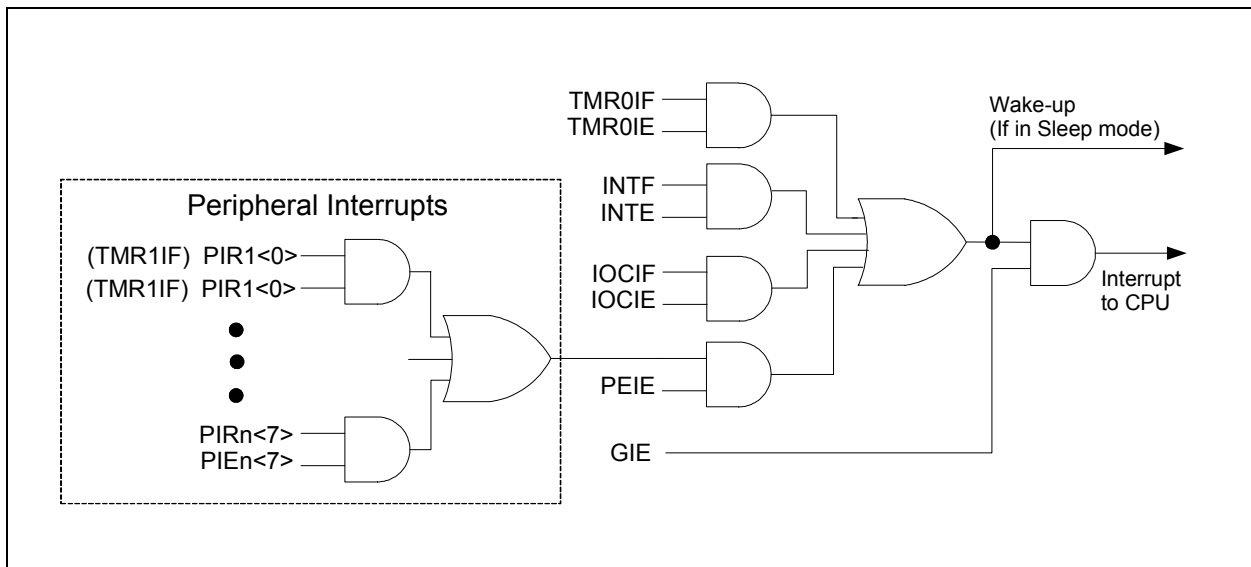 Peripheral Interrupts
(TMR1IF) PIR1<0>
(TMR1IF) PIR1<0>
PIRn<7>
PIEn<7>
TMR0IF
TMR0IE
INTF
INTE
IOCIF
IOCIE
PEIE
GIE
Wake-up
(If in Sleep mode)
Interrupt
to CPU